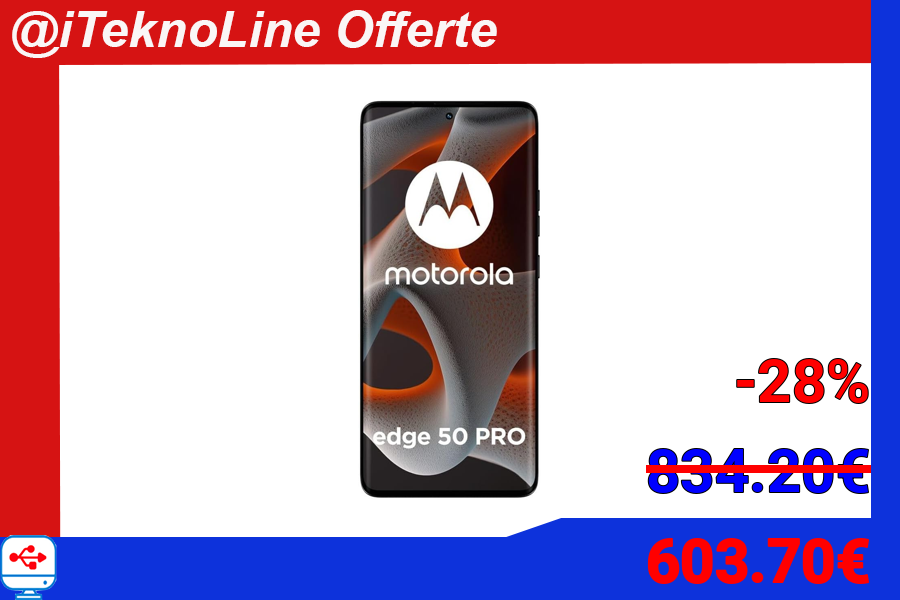 @iTeknoLine Offerte
motorola
edge 50 PRO
-28%
834.20€
603.70€